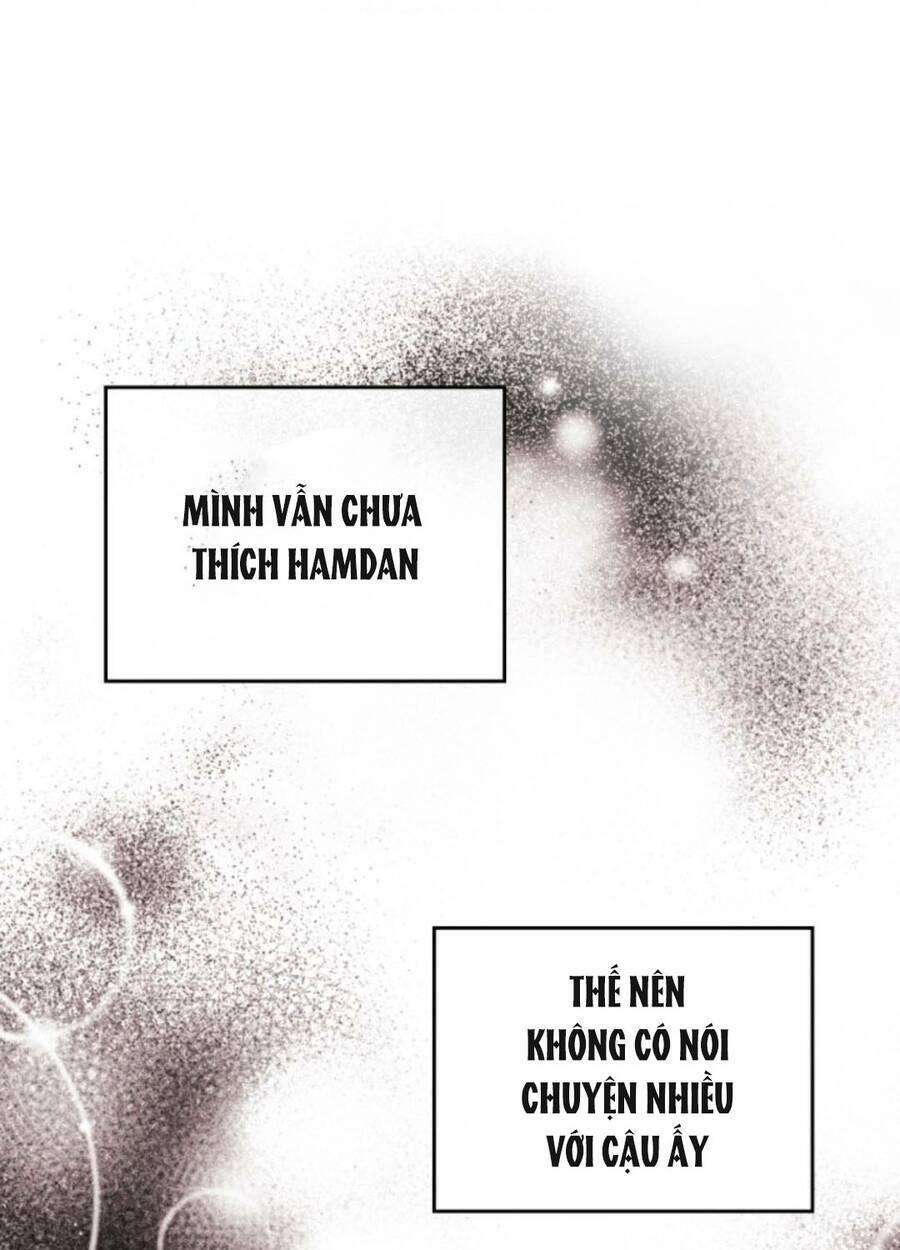 MÌNH VẪN CHƯA
THÍCH HAMDAN
THẾ NÊN
KHÔNG CÓ NÓI
CHUYỆN NHIỀU
VỚI CẬU ẤY